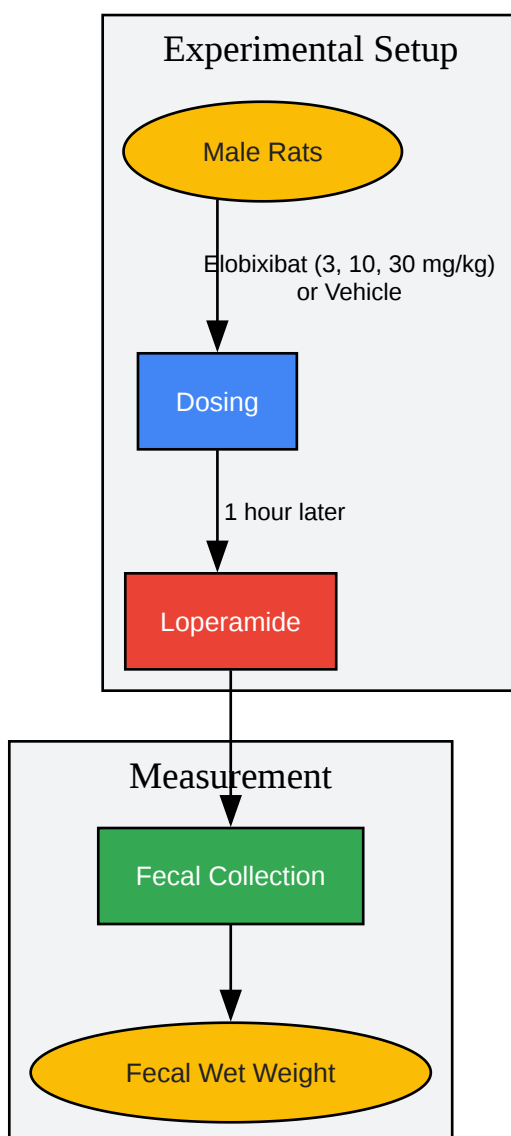 Experimental Setup
Male Rats
Elobixibat (3, 10, 30 mg/kg)
or Vehicle
Dosing
1 hour later
Loperamide
Measurement
Fecal Collection
Fecal Wet Weight